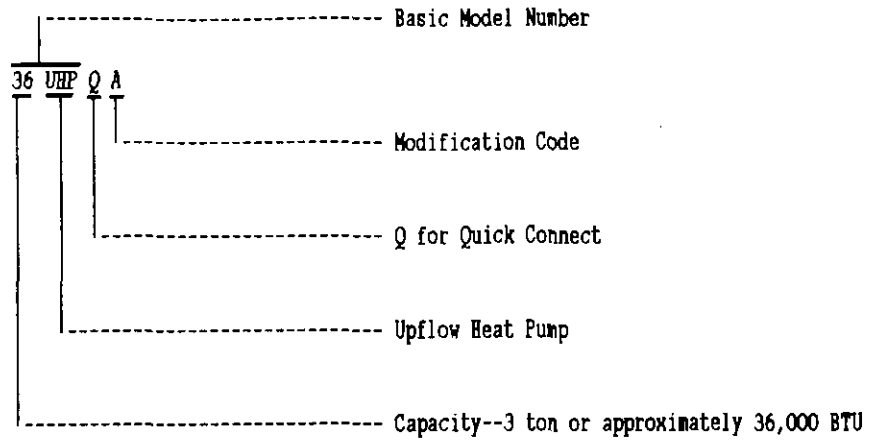 Basic Model Number
36 UHP Q A
Modification Code
Q for Quick Connect
Upflow Heat Pump
Capacity--3 ton or approximately 36,000 BTU